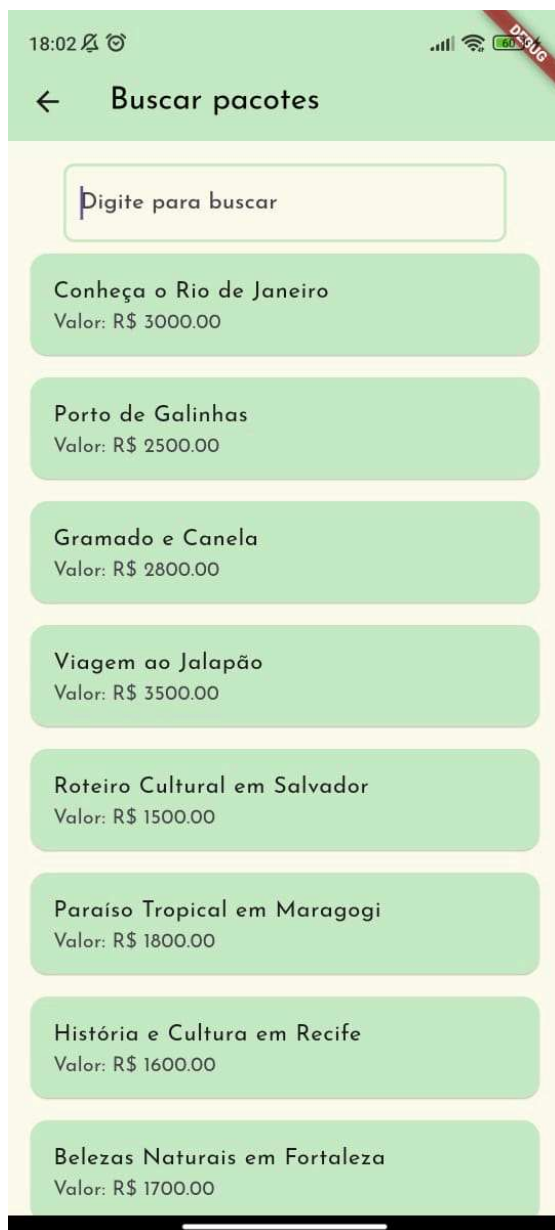 18:02
60
DEBUG
Buscar pacotes
Digite para buscar
Conheça o Rio de Janeiro
Valor: R$ 3000.00
Porto de Galinhas
Valor: R$ 2500.00
Gramado e Canela
Valor: R$ 2800.00
Viagem ao Jalapão
Valor: R$ 3500.00
Roteiro Cultural em Salvador
Valor: R$ 1500.00
Paraíso Tropical em Maragogi
Valor: R$ 1800.00
História e Cultura em Recife
Valor: R$ 1600.00
Belezas Naturais em Fortaleza
Valor: R$ 1700.00